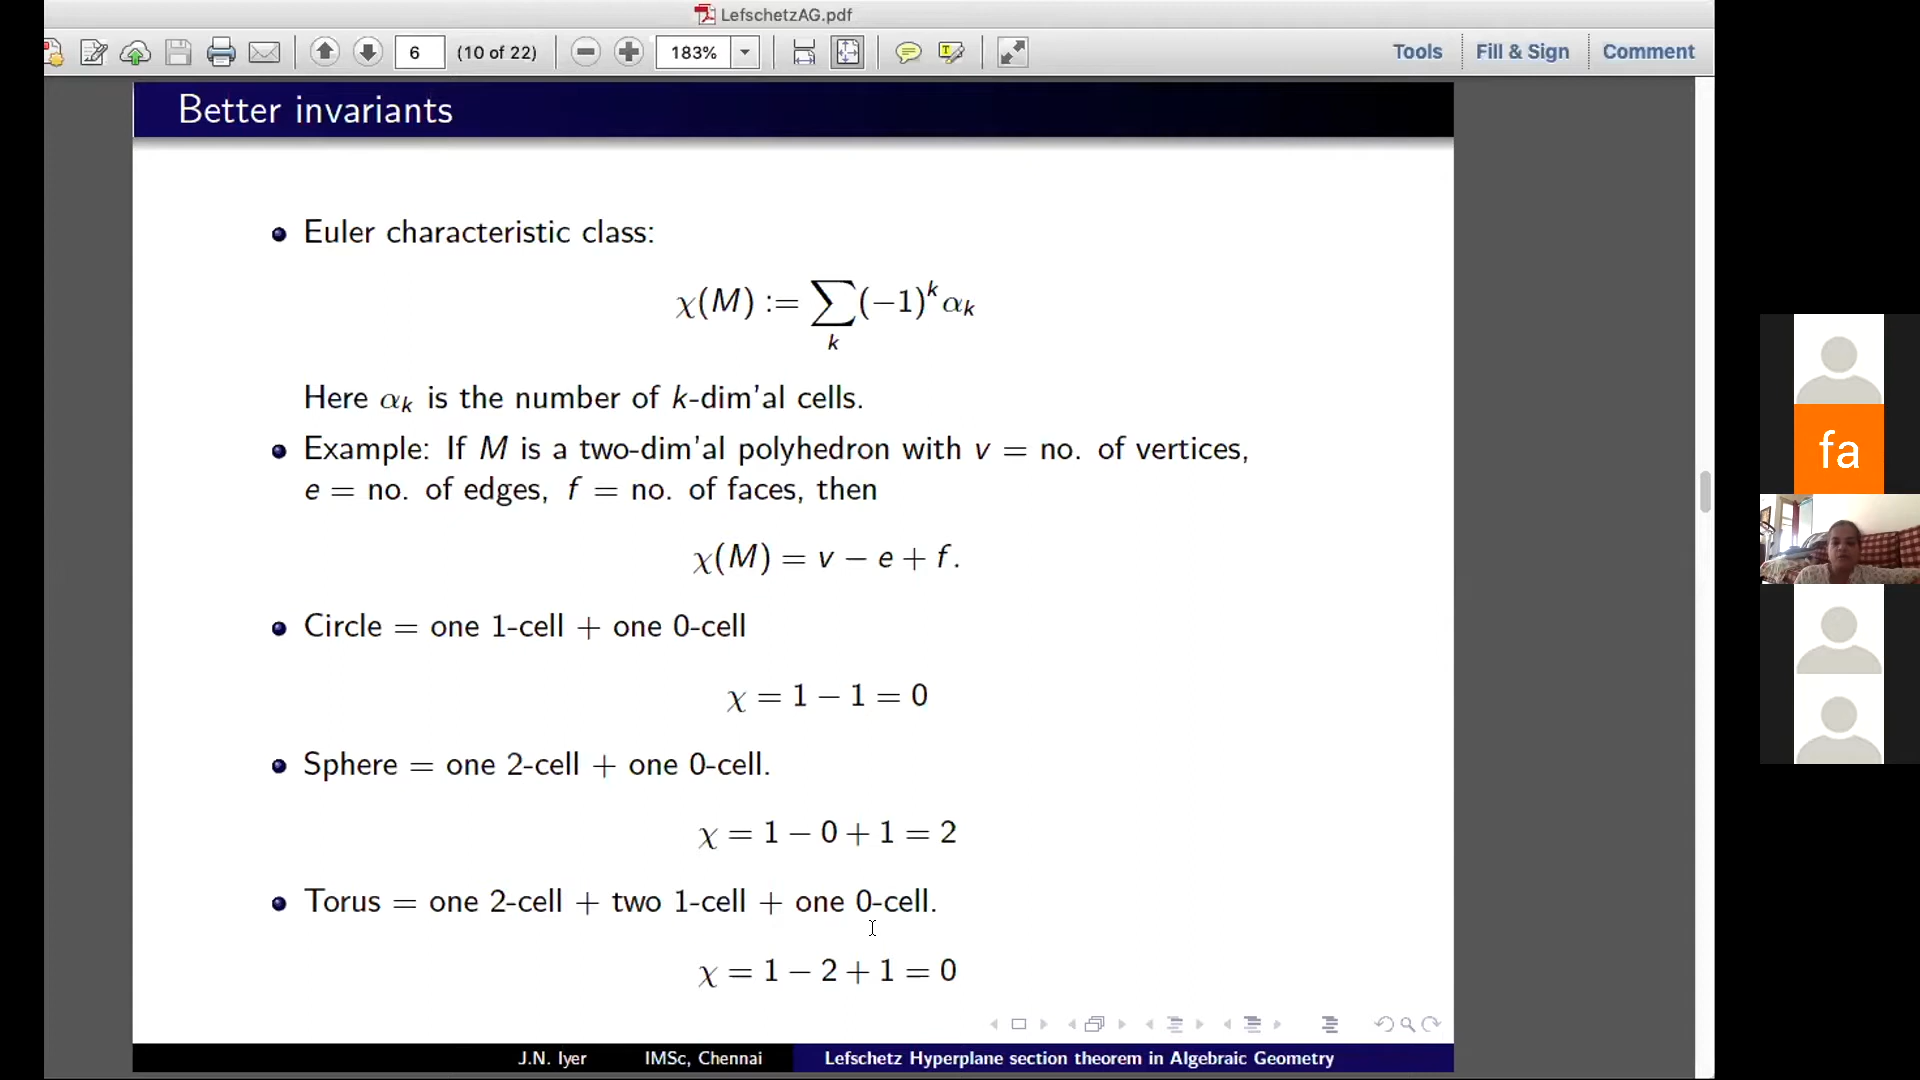 LefschetzAG.pdf
6 (10 of 22) 183% T Tools Fill & Sign Comment
Better invariants
Euler characteristic class:
χ(M) := ∑_k (−1)^k α_k
Here α_k is the number of k-dim'al cells.
Example: If M is a two-dim'al polyhedron with v = no. of vertices,
e = no. of edges, f = no. of faces, then
χ(M) = v − e + f.
Circle = one 1-cell + one 0-cell
χ = 1 − 1 = 0
Sphere = one 2-cell + one 0-cell.
χ = 1 − 0 + 1 = 2
Torus = one 2-cell + two 1-cell + one 0-cell.
χ = 1 − 2 + 1 = 0
J.N. Iyer IMSc, Chennai Lefschetz Hyperplane section theorem in Algebraic Geometry
fa